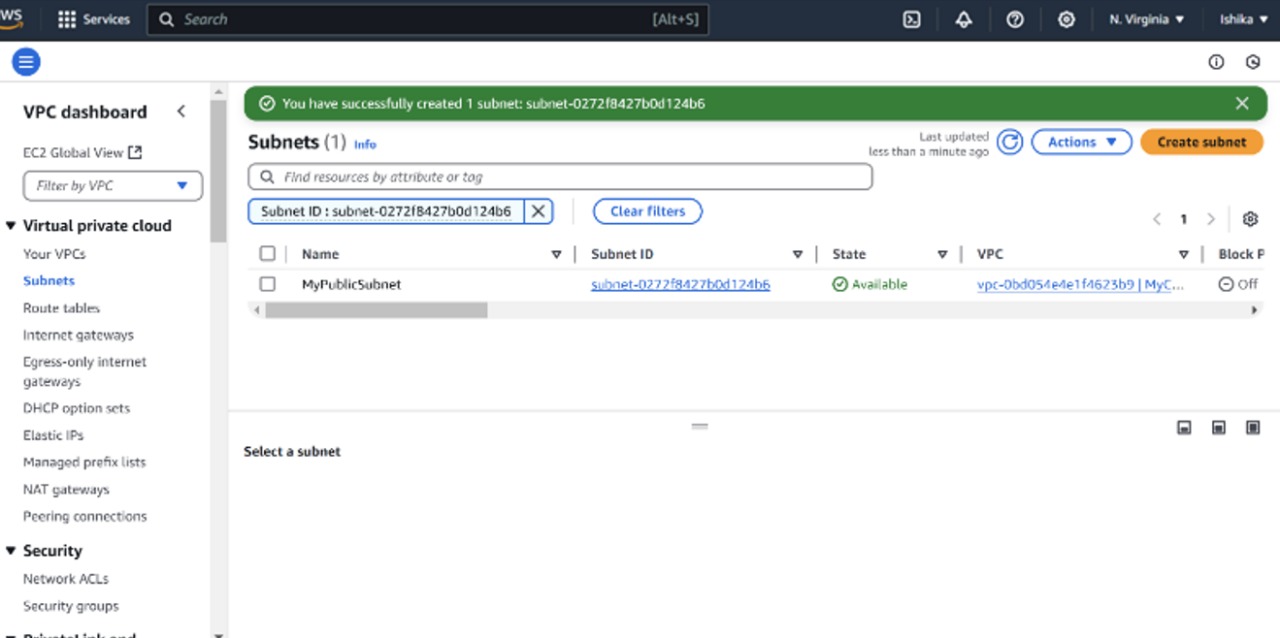 WS Services Search [Alt+S] N. Virginia Ishika
VPC dashboard
EC2 Global View
Filter by VPC
Virtual private cloud
Your VPCs
Subnets
Route tables
Internet gateways
Egress-only internet
gateways
DHCP option sets
Elastic IPs
Managed prefix lists
NAT gateways
Peering connections
Security
Network ACLs
Security groups
PrivateLink and
You have successfully created 1 subnet: subnet-0272f8427b0d124b6
Subnets (1) Info
Last updated
less than a minute ago
Actions
Create subnet
Find resources by attribute or tag
Subnet ID : subnet-0272f8427b0d124b6
Clear filters
1
Name Subnet ID State VPC Block P
MyPublicSubnet subnet-0272f8427b0d124b6 Available vpc-0bd054e4e1f4623b9 | MyC... Off
Select a subnet